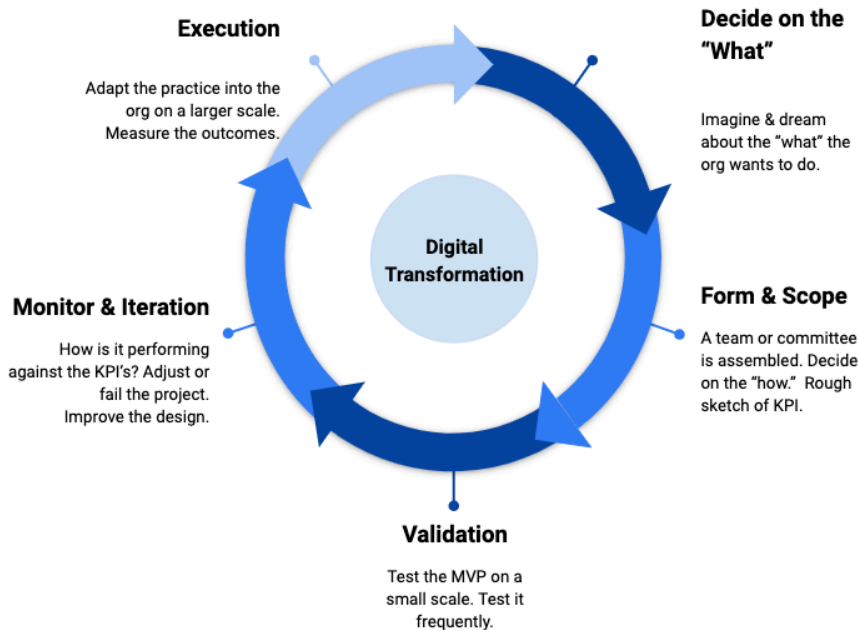 Execution
Adapt the practice into the
org on a larger scale.
Measure the outcomes.
Decide on the
“What”
Imagine & dream
about the “what” the
org wants to do.
Digital
Transformation
Monitor & Iteration
How is it performing
against the KPI’s? Adjust or
fail the project.
Improve the design.
Form & Scope
A team or committee
is assembled. Decide
on the “how.”  Rough
sketch of KPI.
Validation
Test the MVP on a
small scale. Test it
frequently.